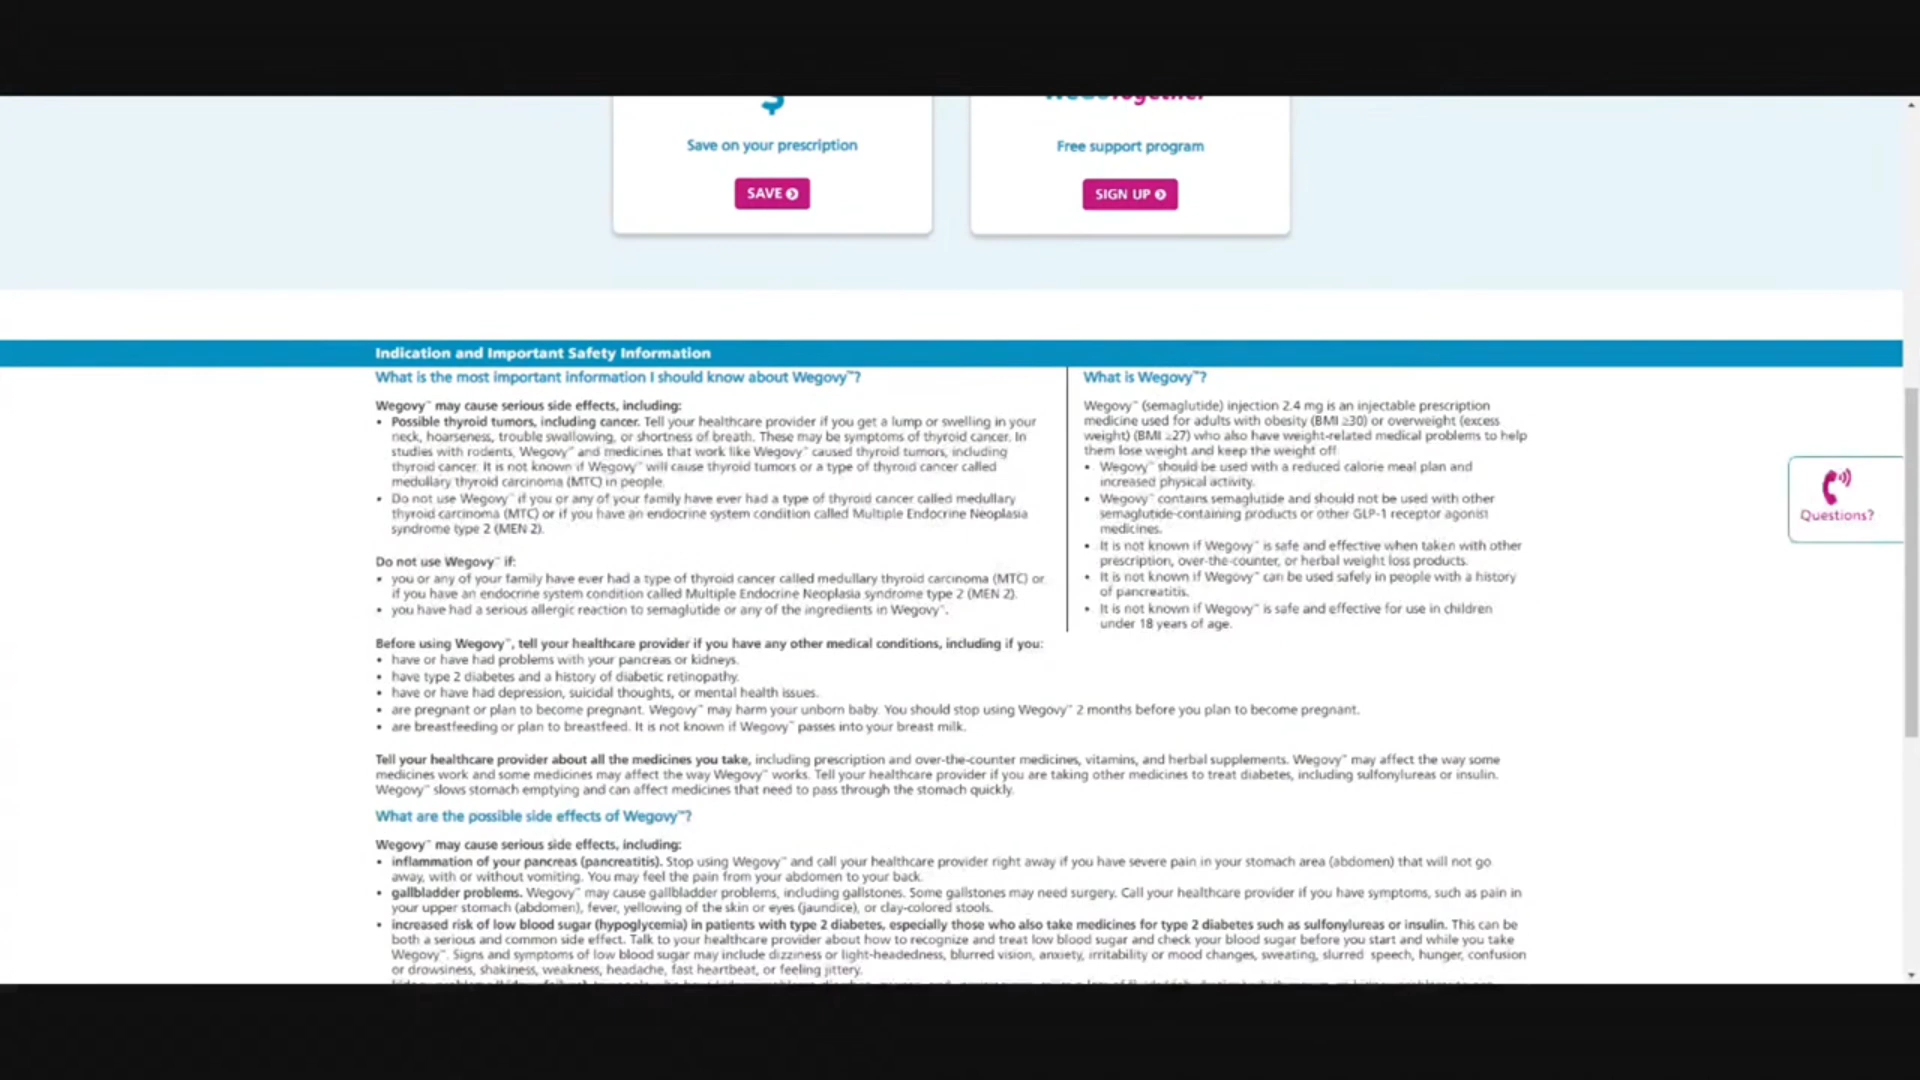 Save on your prescription
SAVE
Free support program
SIGN UP
Questions?
Indication and Important Safety Information
What is the most important information I should know about Wegovy™?
Wegovy™ may cause serious side effects, including:
• Possible thyroid tumors, including cancer. Tell your healthcare provider if you get a lump or swelling in your
neck, hoarseness, trouble swallowing, or shortness of breath. These may be symptoms of thyroid cancer. In
studies with rodents, Wegovy™ and medicines that work like Wegovy™ caused thyroid tumors, including
thyroid cancer. It is not known if Wegovy™ will cause thyroid tumors or a type of thyroid cancer called
medullary thyroid carcinoma (MTC) in people.
• Do not use Wegovy™ if you or any of your family have ever had a type of thyroid cancer called medullary
thyroid carcinoma (MTC) or if you have an endocrine system condition called Multiple Endocrine Neoplasia
syndrome type 2 (MEN 2).
Do not use Wegovy™ if:
• you or any of your family have ever had a type of thyroid cancer called medullary thyroid carcinoma (MTC) or
if you have an endocrine system condition called Multiple Endocrine Neoplasia syndrome type 2 (MEN 2).
• you have had a serious allergic reaction to semaglutide or any of the ingredients in Wegovy™.
What is Wegovy™?
Wegovy™ (semaglutide) injection 2.4 mg is an injectable prescription
medicine used for adults with obesity (BMI ≥30) or overweight (excess
weight) (BMI ≥27) who also have weight-related medical problems to help
them lose weight and keep the weight off.
• Wegovy™ should be used with a reduced calorie meal plan and
increased physical activity.
• Wegovy™ contains semaglutide and should not be used with other
semaglutide-containing products or other GLP-1 receptor agonist
medicines.
• It is not known if Wegovy™ is safe and effective when taken with other
prescription, over-the-counter, or herbal weight loss products.
• It is not known if Wegovy™ can be used safely in people with a history
of pancreatitis.
• It is not known if Wegovy™ is safe and effective for use in children
under 18 years of age.
Before using Wegovy™, tell your healthcare provider if you have any other medical conditions, including if you:
• have or have had problems with your pancreas or kidneys.
• have type 2 diabetes and a history of diabetic retinopathy.
• have or have had depression, suicidal thoughts, or mental health issues.
• are pregnant or plan to become pregnant. Wegovy™ may harm your unborn baby. You should stop using Wegovy™ 2 months before you plan to become pregnant.
• are breastfeeding or plan to breastfeed. It is not known if Wegovy™ passes into your breast milk.
Tell your healthcare provider about all the medicines you take, including prescription and over-the-counter medicines, vitamins, and herbal supplements. Wegovy™ may affect the way some
medicines work and some medicines may affect the way Wegovy™ works. Tell your healthcare provider if you are taking other medicines to treat diabetes, including sulfonylureas or insulin.
Wegovy™ slows stomach emptying and can affect medicines that need to pass through the stomach quickly.
What are the possible side effects of Wegovy™?
Wegovy™ may cause serious side effects, including:
• inflammation of your pancreas (pancreatitis). Stop using Wegovy™ and call your healthcare provider right away if you have severe pain in your stomach area (abdomen) that will not go
away, with or without vomiting. You may feel the pain from your abdomen to your back.
• gallbladder problems. Wegovy™ may cause gallbladder problems, including gallstones. Some gallstones may need surgery. Call your healthcare provider if you have symptoms, such as pain in
your upper stomach (abdomen), fever, yellowing of the skin or eyes (jaundice), or clay-colored stools.
• increased risk of low blood sugar (hypoglycemia) in patients with type 2 diabetes, especially those who also take medicines for type 2 diabetes such as sulfonylureas or insulin. This can be
both a serious and common side effect. Talk to your healthcare provider about how to recognize and treat low blood sugar and check your blood sugar before you start and while you take
Wegovy™. Signs and symptoms of low blood sugar may include dizziness or light-headedness, blurred vision, anxiety, irritability or mood changes, sweating, slurred speech, hunger, confusion
or drowsiness, shakiness, weakness, headache, fast heartbeat, or feeling jittery.